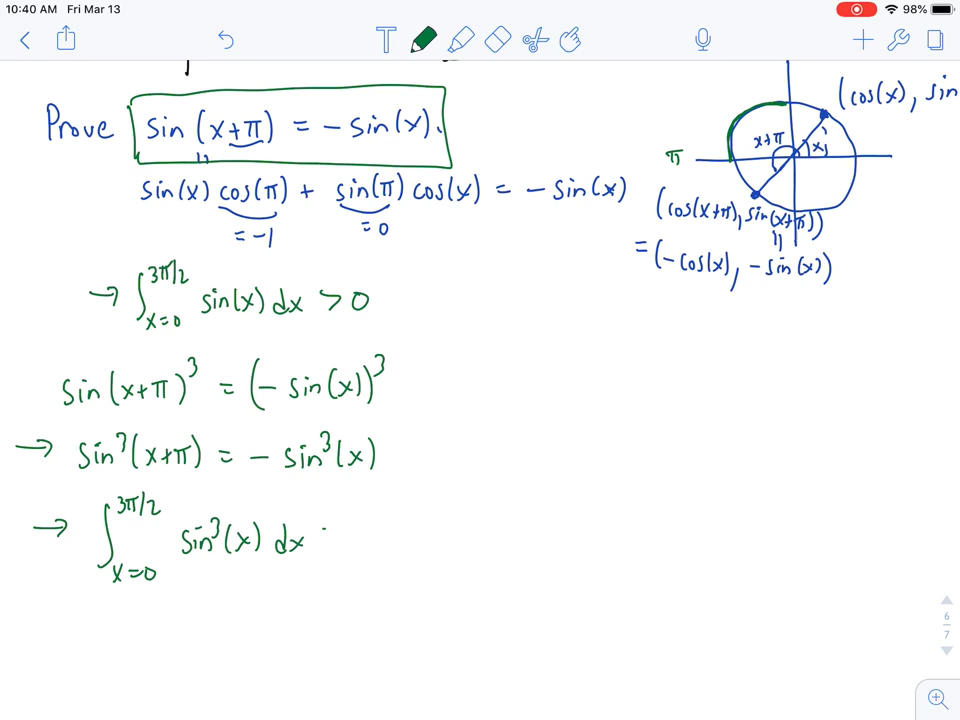 10:40 AM Fri Mar 13
98%
T
Prove sin(x+π) = -sin(x).
sin(x) cos(π) + sin(π) cos(x) = -sin(x)
= -1
= 0
(cos(x), sin
x+π
x
π
(cos(x+π), sin(x+π))
= (-cos(x), -sin(x))
→ ∫_{x=0}^{3π/2} sin(x) dx > 0
sin(x+π)^3 = (-sin(x))^3
→ sin^3(x+π) = -sin^3(x)
→ ∫_{x=0}^{3π/2} sin^3(x) dx
6
7